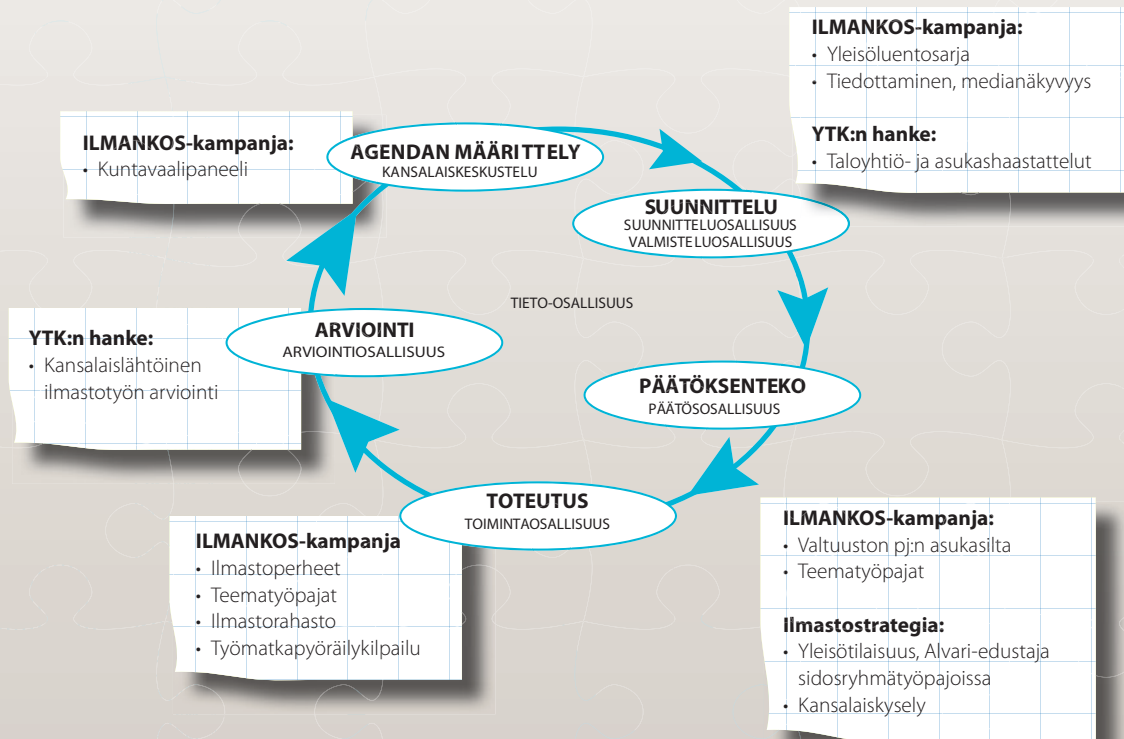 ILMANKOS-kampanja:
• Yleisöluentosarja
• Tiedottaminen, medianäkyvyys
YTK:n hanke:
• Taloyhtiö- ja asukashaastattelut
ILMANKOS-kampanja:
• Kuntavaalipaneeli
AGENDAN MÄÄRITTELY
KANSALAISKESKUSTELU
SUUNNITTELU
SUUNNITTELUOSALLISUUS
VALMISTELUOSALLISUUS
TIETO-OSALLISUUS
ARVIOINTI
ARVIOINTIOSALLISUUS
YTK:n hanke:
• Kansalaislähtöinen
ilmastotyön arviointi
PÄÄTÖKSENTEKO
PÄÄTÖSOSALLISUUS
TOTEUTUS
TOIMINTAOSALLISUUS
ILMANKOS-kampanja
• Ilmastoperheet
• Teematyöpajat
• Ilmastorahasto
• Työmatkapyöräilykilpailu
ILMANKOS-kampanja:
• Valtuuston pj:n asukasilta
• Teematyöpajat
Ilmastostrategia:
• Yleisötilaisuus, Alvari-edustaja
sidosryhmätyöpajoissa
• Kansalaiskysely